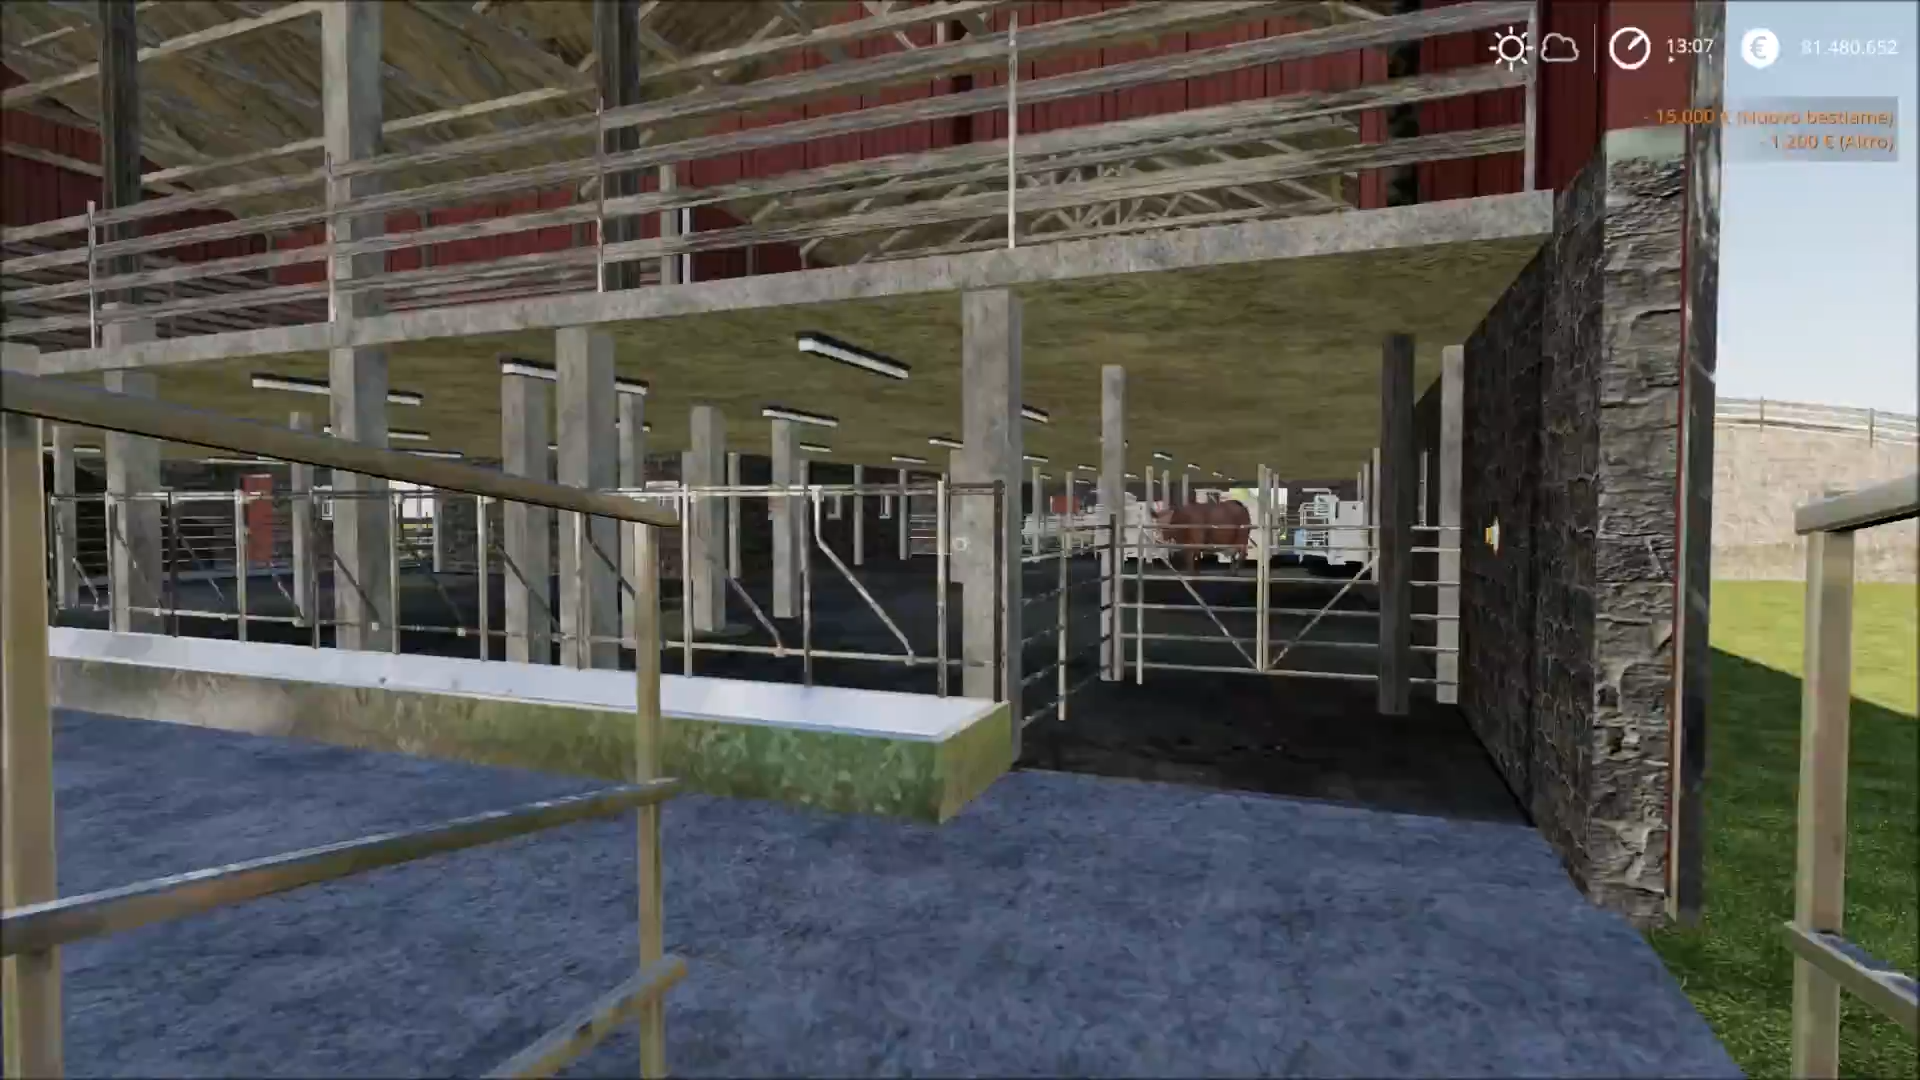 13:07
€ 81.480.652
- 15.000 € (Nuovo bestiame)
- 1.200 € (Altro)